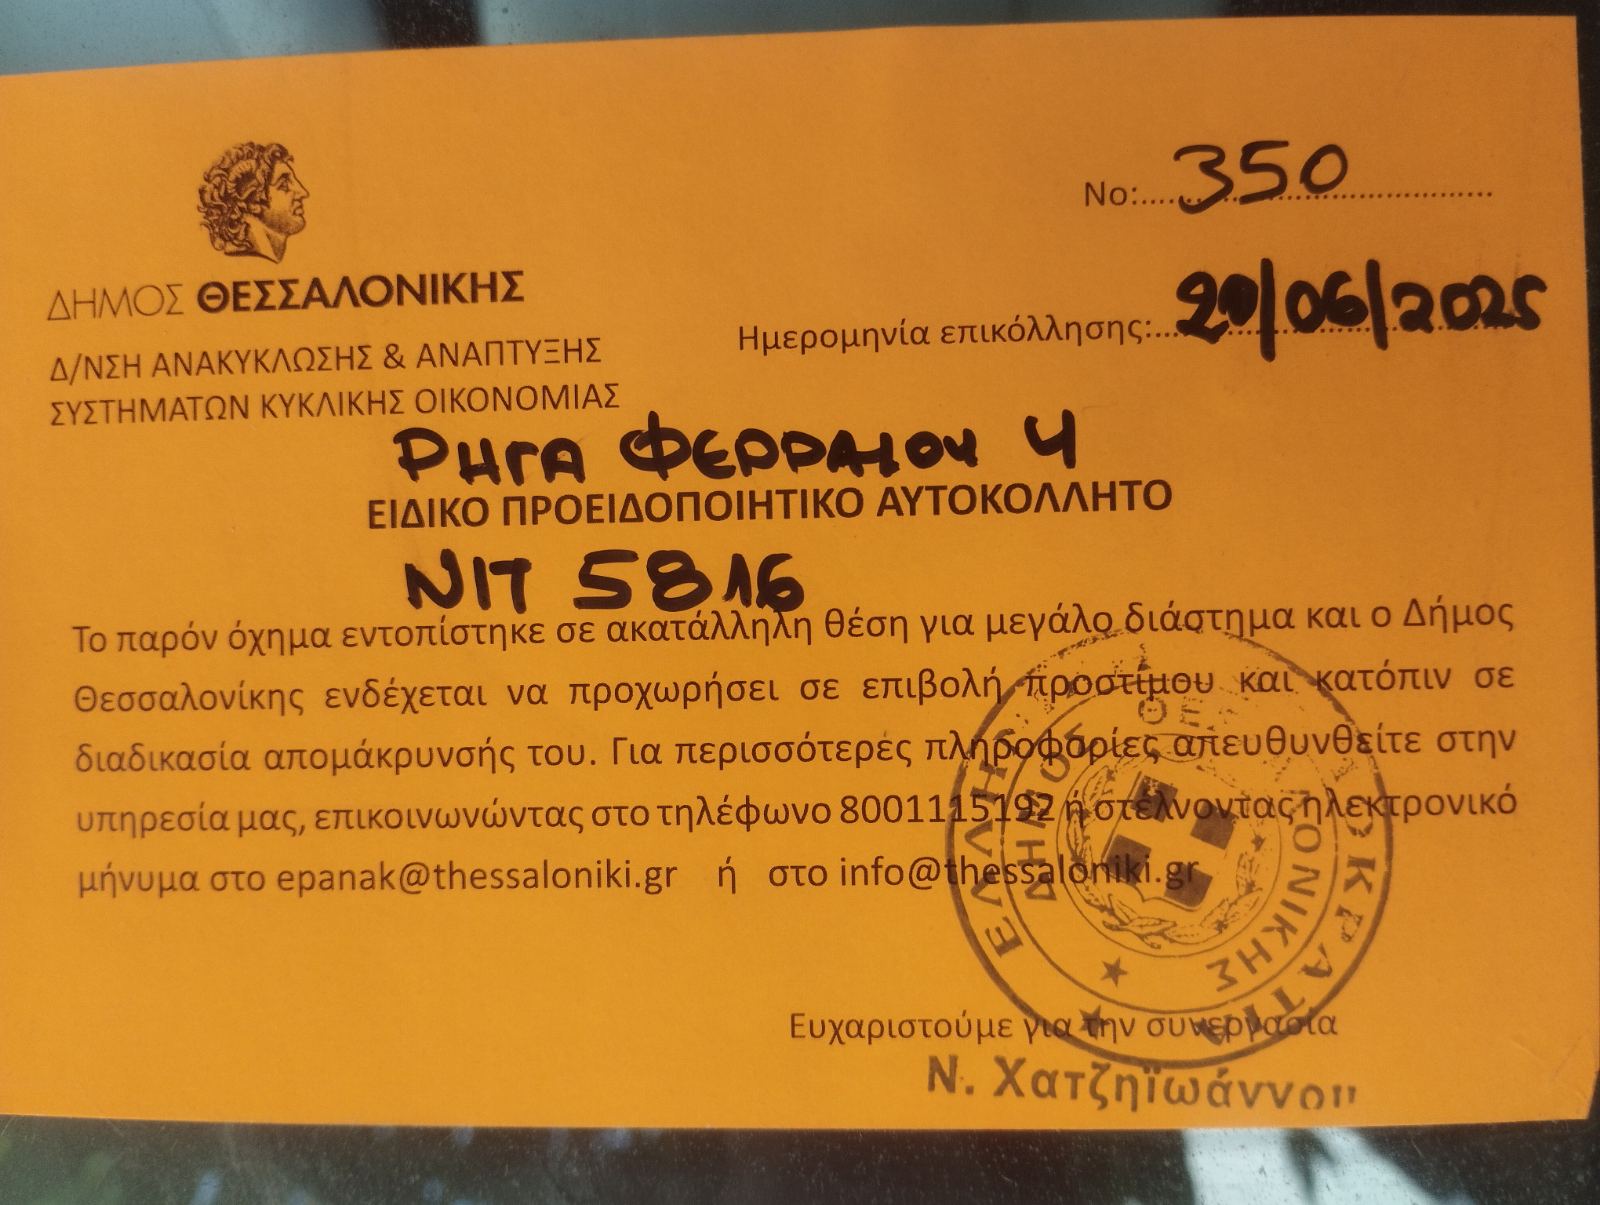 Νο:....350....
ΔΗΜΟΣ ΘΕΣΣΑΛΟΝΙΚΗΣ
Ημερομηνία επικόλλησης:....20/06/2025
Δ/ΝΣΗ ΑΝΑΚΥΚΛΩΣΗΣ & ΑΝΑΠΤΥΞΗΣ
ΣΥΣΤΗΜΑΤΩΝ ΚΥΚΛΙΚΗΣ ΟΙΚΟΝΟΜΙΑΣ
ΡΗΓΑ ΦΕΡΡΑΙΟΥ 4
ΕΙΔΙΚΟ ΠΡΟΕΙΔΟΠΟΙΗΤΙΚΟ ΑΥΤΟΚΟΛΛΗΤΟ
ΝΙΤ 5816
Το παρόν όχημα εντοπίστηκε σε ακατάλληλη θέση για μεγάλο διάστημα και ο Δήμος
Θεσσαλονίκης ενδέχεται να προχωρήσει σε επιβολή προστίμου και κατόπιν σε
διαδικασία απομάκρυνσής του. Για περισσότερες πληροφορίες απευθυνθείτε στην
υπηρεσία μας, επικοινωνώντας στο τηλέφωνο 8001115192 ή στέλνοντας ηλεκτρονικό
μήνυμα στο epanak@thessaloniki.gr ή στο info@thessaloniki.gr
ΔΗΜΟΣ
Ευχαριστούμε για την συνεργασία
Ν. Χατζηϊωάννου